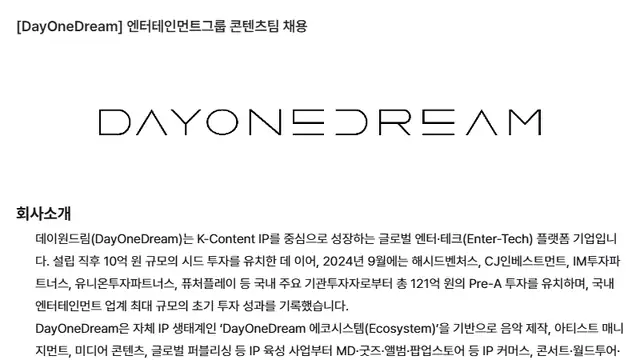 [DayOneDream] 엔터테인먼트그룹 콘텐츠팀 채용
DAYONEDREAM
회사소개
데이원드림(DayOneDream)는 K-Content IP를 중심으로 성장하는 글로벌 엔터·테크(Enter-Tech) 플랫폼 기업입니
다. 설립 직후 10억 원 규모의 시드 투자를 유치한 데 이어, 2024년 9월에는 해시드벤처스, CJ인베스트먼트, IM투자파
트너스, 유니온투자파트너스, 퓨처플레이 등 국내 주요 기관투자자로부터 총 121억 원의 Pre-A 투자를 유치하며, 국내
엔터테인먼트 업계 최대 규모의 초기 투자 성과를 기록했습니다.
DayOneDream은 자체 IP 생태계인 ‘DayOneDream 에코시스템(Ecosystem)’을 기반으로 음악 제작, 아티스트 매니
지먼트, 미디어 콘텐츠, 글로벌 퍼블리싱 등 IP 육성 사업부터 MD·굿즈·앨범·팝업스토어 등 IP 커머스, 콘서트·월드투어·